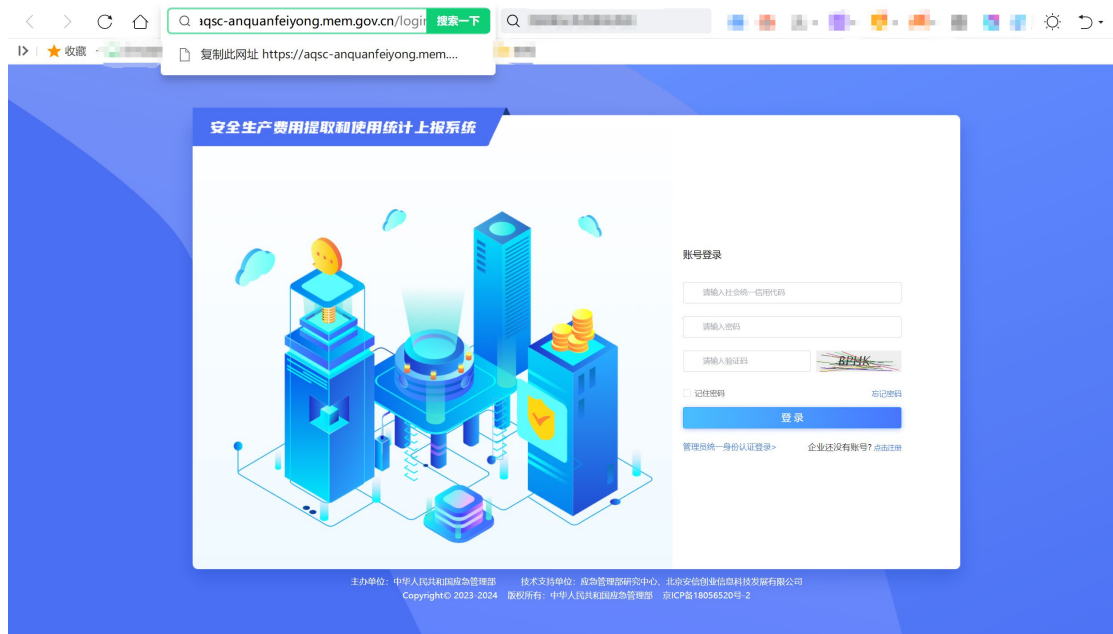 aqsc-anquanfeiyong.mem.gov.cn/login
搜索一下
收藏
复制此网址 https://aqsc-anquanfeiyong.mem....
安全生产费用提取和使用统计上报系统
账号登录
请输入社会统一信用代码
请输入密码
请输入验证码
BPHK
记住密码
忘记密码
登录
管理员统一身份认证登录>
企业还没有账号? 点击注册
主办单位：中华人民共和国应急管理部 技术支持单位：应急管理部研究中心、北京安信创业信息科技发展有限公司
Copyright© 2023-2024 版权所有：中华人民共和国应急管理部 京ICP备18056520号-2